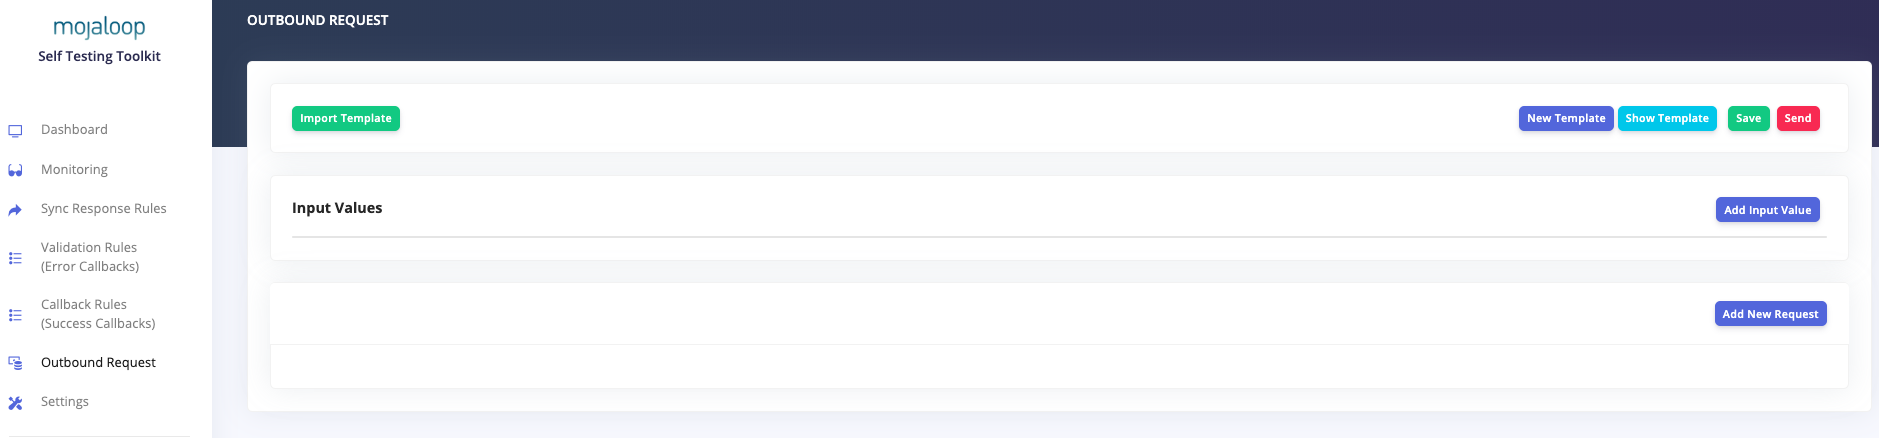 mojaloop
Self Testing Toolkit
Dashboard
Monitoring
Sync Response Rules
Validation Rules
(Error Callbacks)
Callback Rules
(Success Callbacks)
Outbound Request
Settings
OUTBOUND REQUEST
Import Template
New Template
Show Template
Save
Send
Input Values
Add Input Value
Add New Request